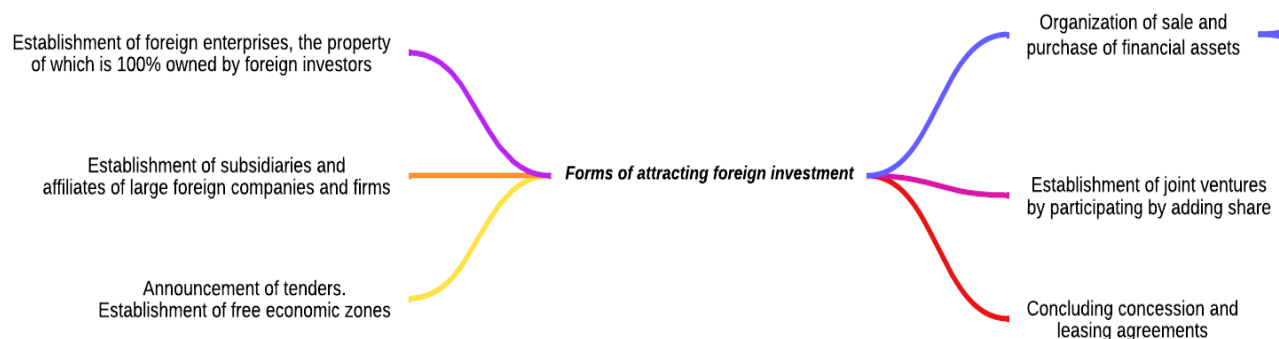 Establishment of foreign enterprises, the property
of which is 100% owned by foreign investors
Establishment of subsidiaries and
affiliates of large foreign companies and firms
Announcement of tenders.
Establishment of free economic zones
Forms of attracting foreign investment
Organization of sale and
purchase of financial assets
Establishment of joint ventures
by participating by adding share
Concluding concession and
leasing agreements